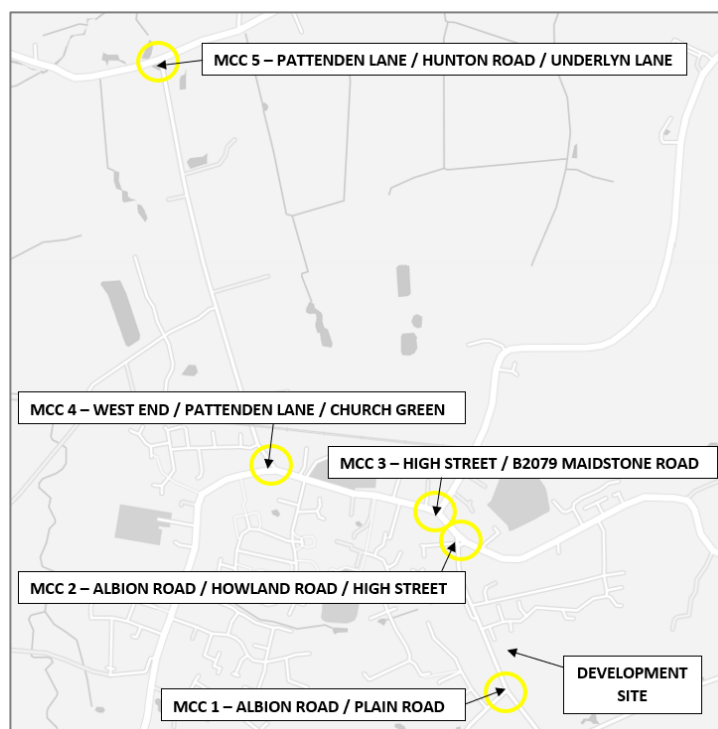 MCC 5 – PATTENDEN LANE / HUNTON ROAD / UNDERLYN LANE
MCC 4 – WEST END / PATTENDEN LANE / CHURCH GREEN
MCC 3 – HIGH STREET / B2079 MAIDSTONE ROAD
MCC 2 – ALBION ROAD / HOWLAND ROAD / HIGH STREET
DEVELOPMENT
SITE
MCC 1 – ALBION ROAD / PLAIN ROAD